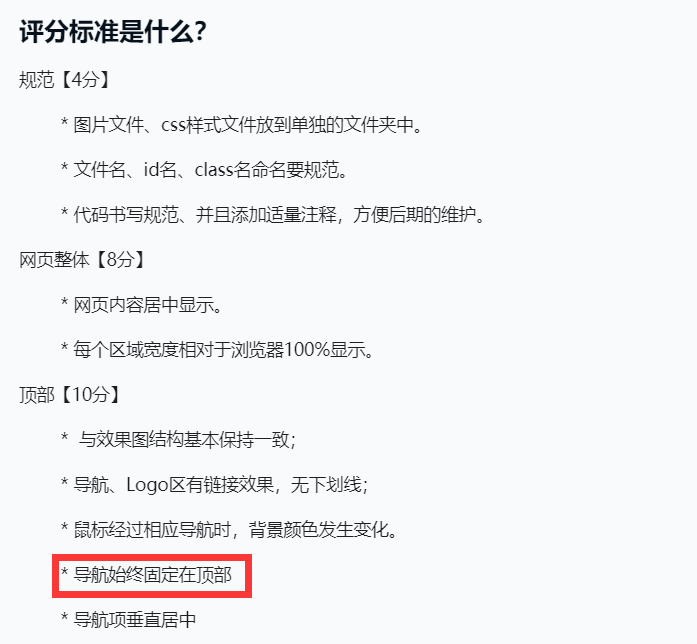 评分标准是什么？
规范【4分】
* 图片文件、css样式文件放到单独的文件夹中。
* 文件名、id名、class名命名要规范。
* 代码书写规范、并且添加适量注释，方便后期的维护。
网页整体【8分】
* 网页内容居中显示。
* 每个区域宽度相对于浏览器100%显示。
顶部【10分】
* 与效果图结构基本保持一致；
* 导航、Logo区有链接效果，无下划线；
* 鼠标经过相应导航时，背景颜色发生变化。
* 导航始终固定在顶部
* 导航项垂直居中